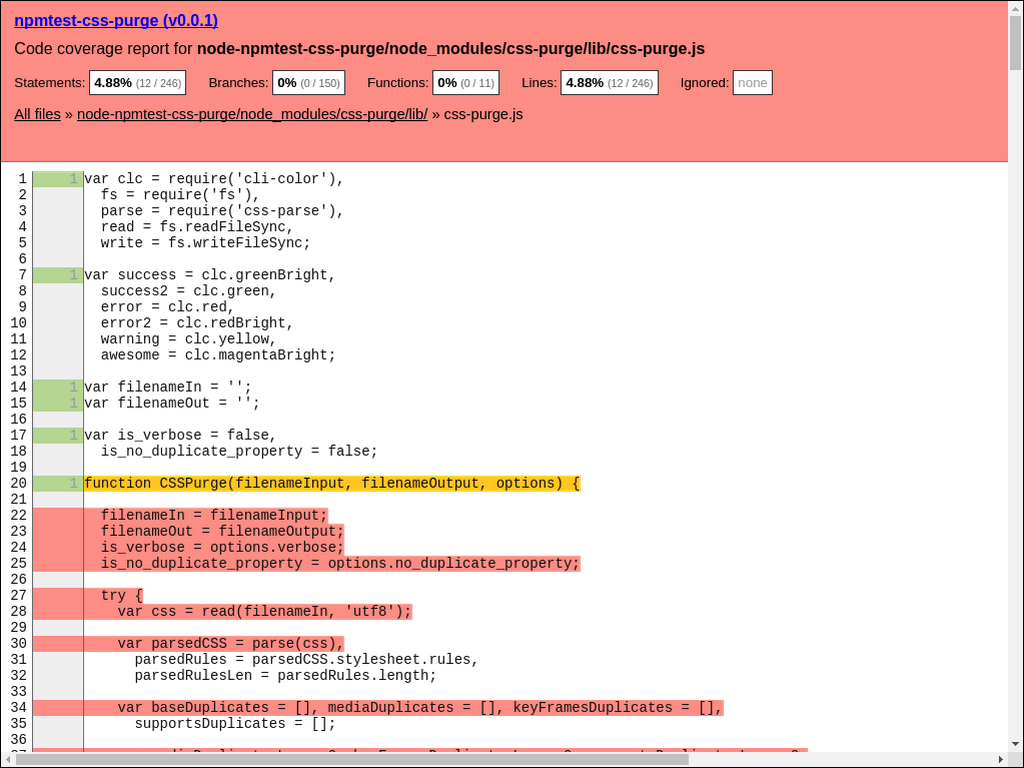 npmtest-css-purge (v0.0.1)
Code coverage report for node-npmtest-css-purge/node_modules/css-purge/lib/css-purge.js
Statements: 4.88% (12 / 246) Branches: 0% (0 / 150) Functions: 0% (0 / 11) Lines: 4.88% (12 / 246) Ignored: none
All files » node-npmtest-css-purge/node_modules/css-purge/lib/ » css-purge.js
1 1 var clc = require('cli-color'),
2 fs = require('fs'),
3 parse = require('css-parse'),
4 read = fs.readFileSync,
5 write = fs.writeFileSync;
6
7 1 var success = clc.greenBright,
8 success2 = clc.green,
9 error = clc.red,
10 error2 = clc.redBright,
11 warning = clc.yellow,
12 awesome = clc.magentaBright;
13
14 1 var filenameIn = '';
15 1 var filenameOut = '';
16
17 1 var is_verbose = false,
18 is_no_duplicate_property = false;
19
20 1 function CSSPurge(filenameInput, filenameOutput, options) {
21
22 filenameIn = filenameInput;
23 filenameOut = filenameOutput;
24 is_verbose = options.verbose;
25 is_no_duplicate_property = options.no_duplicate_property;
26
27 try {
28 var css = read(filenameIn, 'utf8');
29
30 var parsedCSS = parse(css),
31 parsedRules = parsedCSS.stylesheet.rules,
32 parsedRulesLen = parsedRules.length;
33
34 var baseDuplicates = [], mediaDuplicates = [], keyFramesDuplicates = [],
35 supportsDuplicates = [];
36